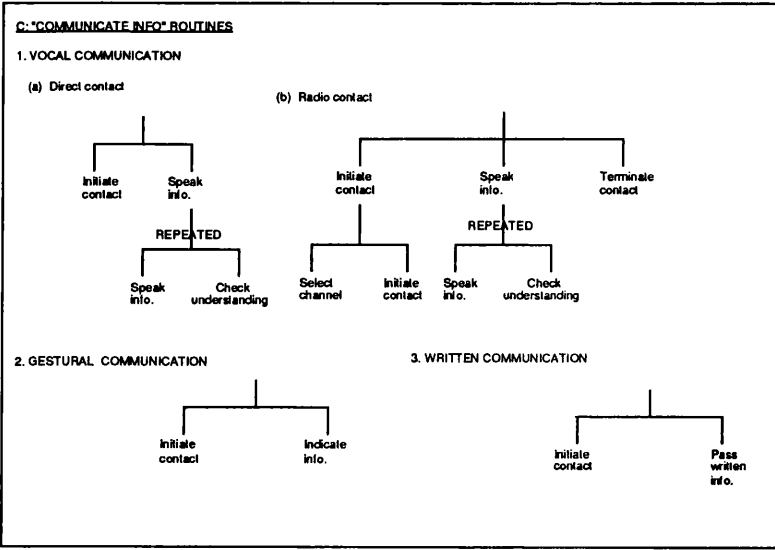 C: "COMMUNICATE INFO" ROUTINES
1. VOCAL COMMUNICATION
(a) Direct contact
(b) Radio contact
Initiate
contact
Speak
info.
Initiate
contact
Speak
info.
Terminate
contact
REPEATED
REPEATED
Speak
info.
Check
understanding
Select
channel
Initiate
contact
Speak
info.
Check
understanding
2. GESTURAL COMMUNICATION
3. WRITTEN COMMUNICATION
Initiate
contact
Indicate
info.
Initiate
contact
Pass
written
info.